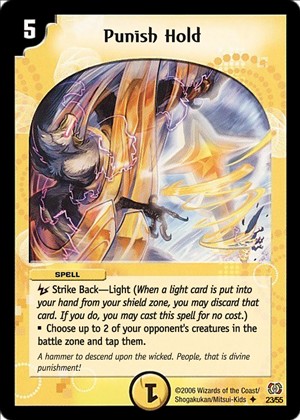 5
Punish Hold
SPELL
Strike Back—Light (When a light card is put into
your hand from your shield zone, you may discard that
card. If you do, you may cast this spell for no cost.)
▪ Choose up to 2 of your opponent's creatures in the
battle zone and tap them.
A hammer to descend upon the wicked. People, that is divine
punishment!
1
©2006 Wizards of the Coast/
Shogakukan/Mitsui-Kids
23/55